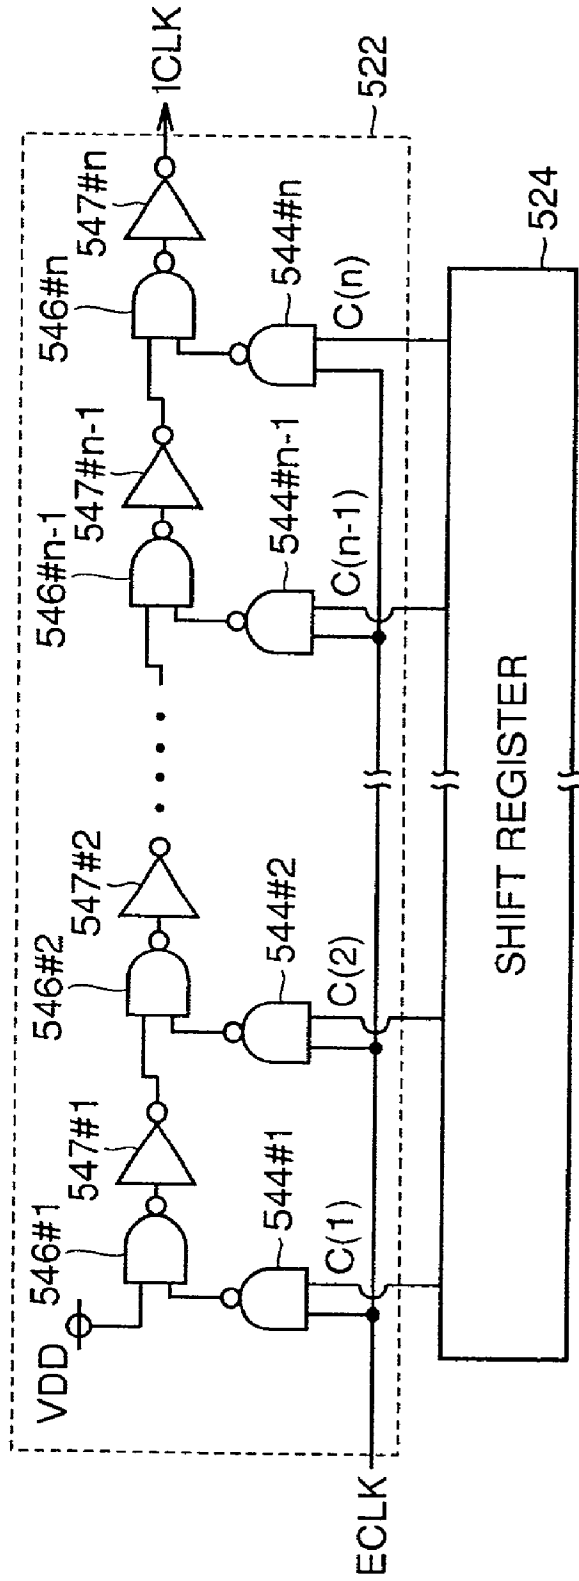 VDD
546#1
547#1
546#2
547#2
546#n-1
547#n-1
546#n
547#n
1CLK
544#1
544#2
544#n-1
544#n
C(1)
C(2)
C(n-1)
C(n)
522
ECLK
SHIFT REGISTER
524